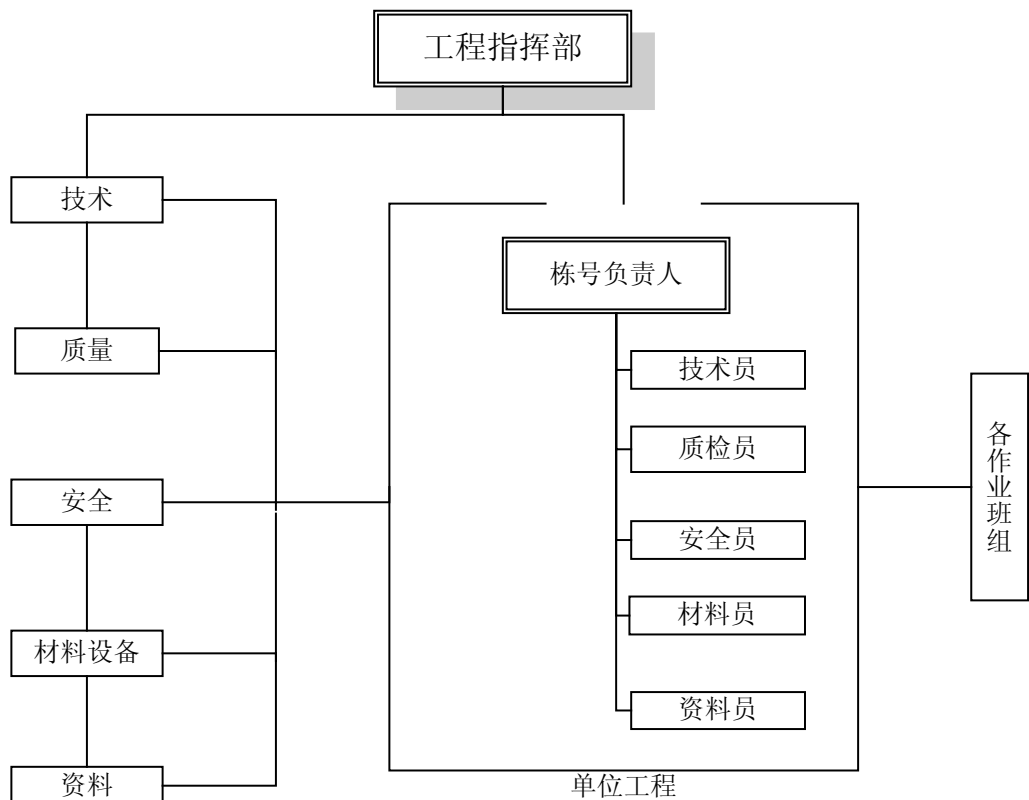 工程指挥部
技术
质量
安全
材料设备
资料
栋号负责人
技术员
质检员
安全员
材料员
资料员
单位工程
各作业班组